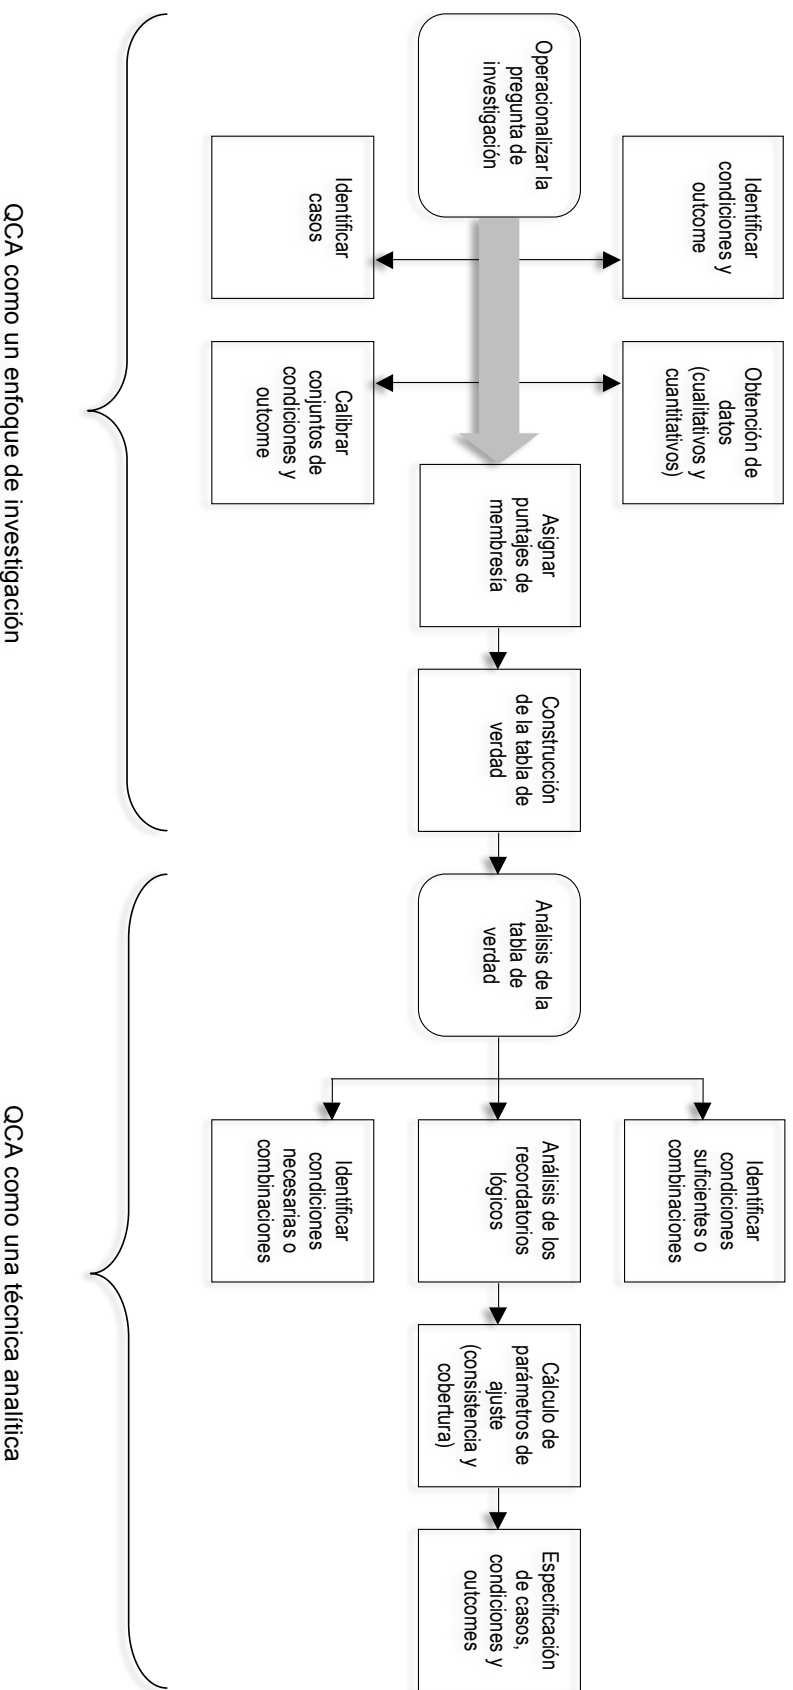 Operacionalizar la
pregunta de
investigación
Identificar
condiciones y
outcome
Identificar
casos
Obtención de
datos
(cualitativos y
cuantitativos)
Calibrar
conjuntos de
condiciones y
outcome
Asignar
puntajes de
membresía
Construcción
de la tabla de
verdad
Análisis de la
tabla de
verdad
Identificar
condiciones
suficientes o
combinaciones
Análisis de los
recordatorios
lógicos
Identificar
condiciones
necesarias o
combinaciones
Cálculo de
parámetros de
ajuste
(consistencia y
cobertura)
Especificación
de casos,
condiciones y
outcomes
QCA como un enfoque de investigación
QCA como una técnica analítica